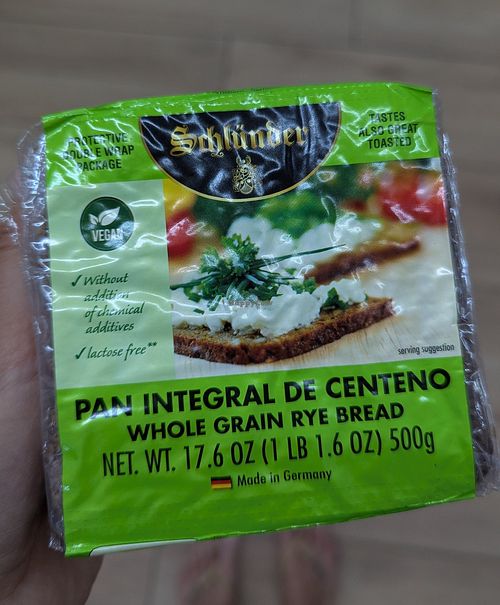 PROTECTIVE
DOUBLE WRAP
PACKAGE
Schlünder
TASTES
ALSO GREAT
TOASTED
VEGAN
✓ Without
addition
of chemical
additives
✓ lactose free**
serving suggestion
PAN INTEGRAL DE CENTENO
WHOLE GRAIN RYE BREAD
NET. WT. 17.6 OZ (1 LB 1.6 OZ) 500g
Made in Germany